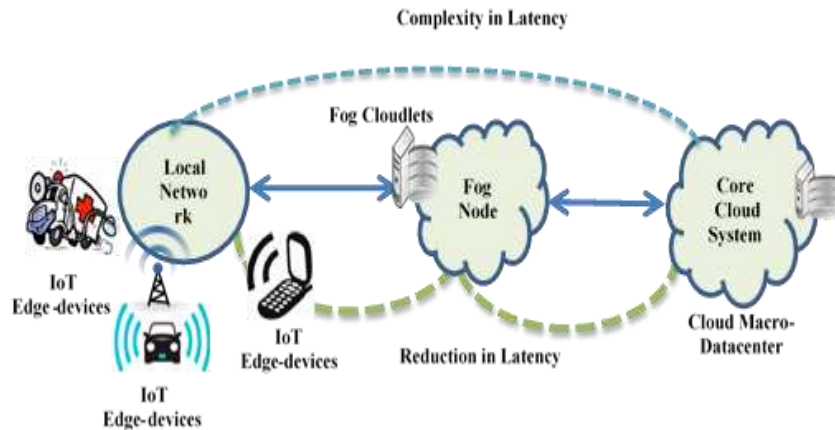 Complexity in Latency
Fog Cloudlets
Local
Netwo
rk
Fog
Node
Core
Cloud
System
IoT
Edge-devices
IoT
Edge-devices
IoT
Edge-devices
Reduction in Latency
Cloud Macro-
Datacenter